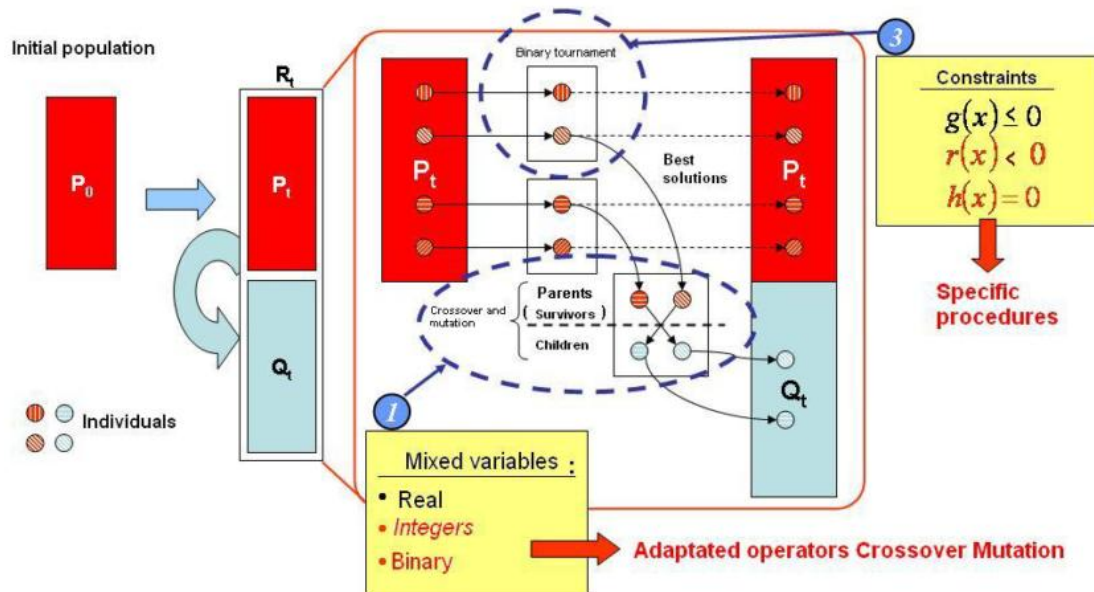 Initial population
P₀
Rₜ
Pₜ
Qₜ
Individuals
Binary tournament
Pₜ
Best
solutions
Pₜ
Crossover and
mutation
Parents
( Survivors )
Children
Qₜ
3
Constraints
g(x) ≤ 0
r(x) < 0
h(x) = 0
Specific
procedures
1
Mixed variables :
• Real
• Integers
• Binary
Adaptated operators Crossover Mutation